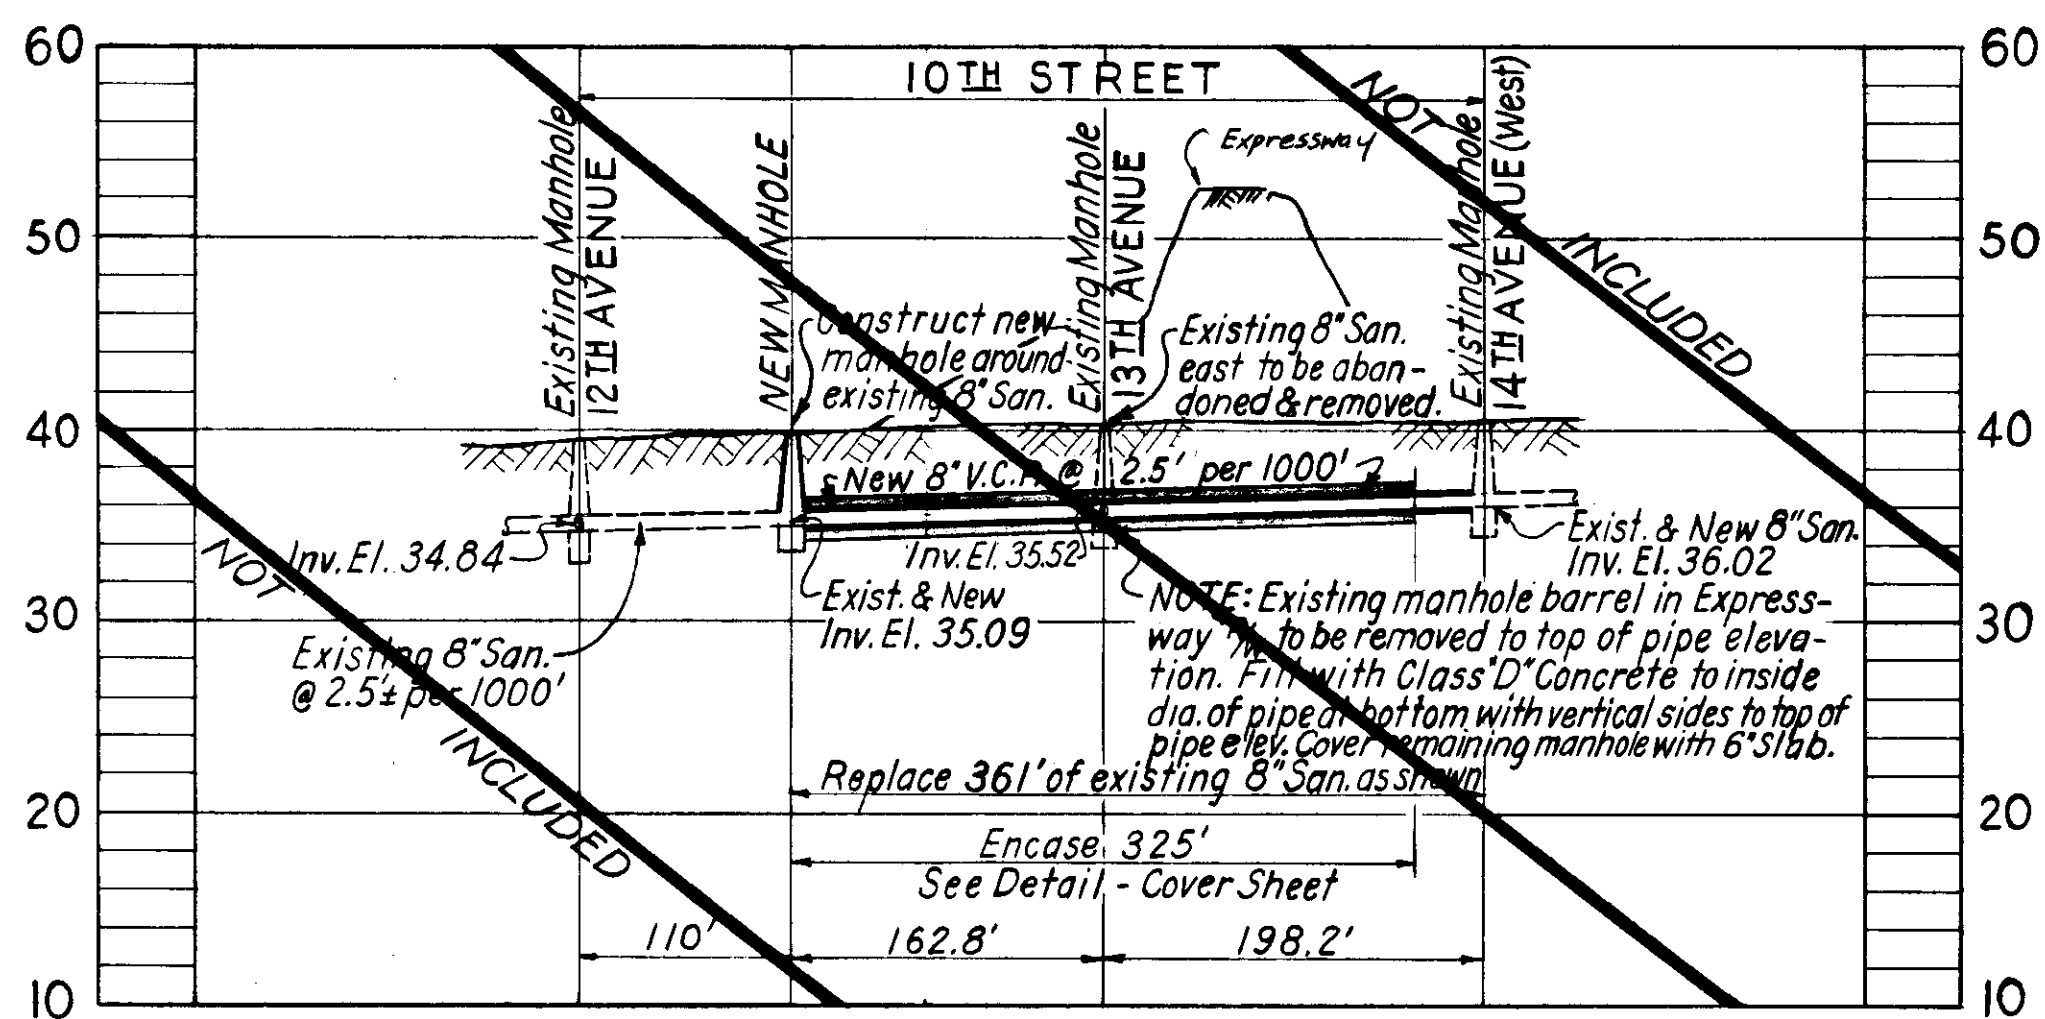 60
50
40
30
20
10
60
50
40
30
20
10
10TH STREET
Existing Manhole
12TH AVENUE
NEW MANHOLE
Existing Manhole
13TH AVENUE
Existing Manhole
14TH AVENUE (West)
Expressway
NOT
INCLUDED
NOT
INCLUDED
Construct new
manhole around
existing 8" San.
Existing 8" San.
east to be aban-
doned & removed.
New 8" V.C.P. @ 2.5' per 1000'
Inv. El. 34.84
Inv. El. 35.52
Exist. & New
Inv. El. 35.09
Exist. & New 8" San.
Inv. El. 36.02
Existing 8" San.
@ 2.5'± per 1000'
NOTE: Existing manhole barrel in Express-
way R/W to be removed to top of pipe eleva-
tion. Fill with Class "D" Concrete to inside
dia. of pipe at bottom with vertical sides to top of
pipe elev. Cover remaining manhole with 6" Slab.
Replace 361' of existing 8" San. as shown
Encase 325'
See Detail - Cover Sheet
110'
162.8'
198.2'